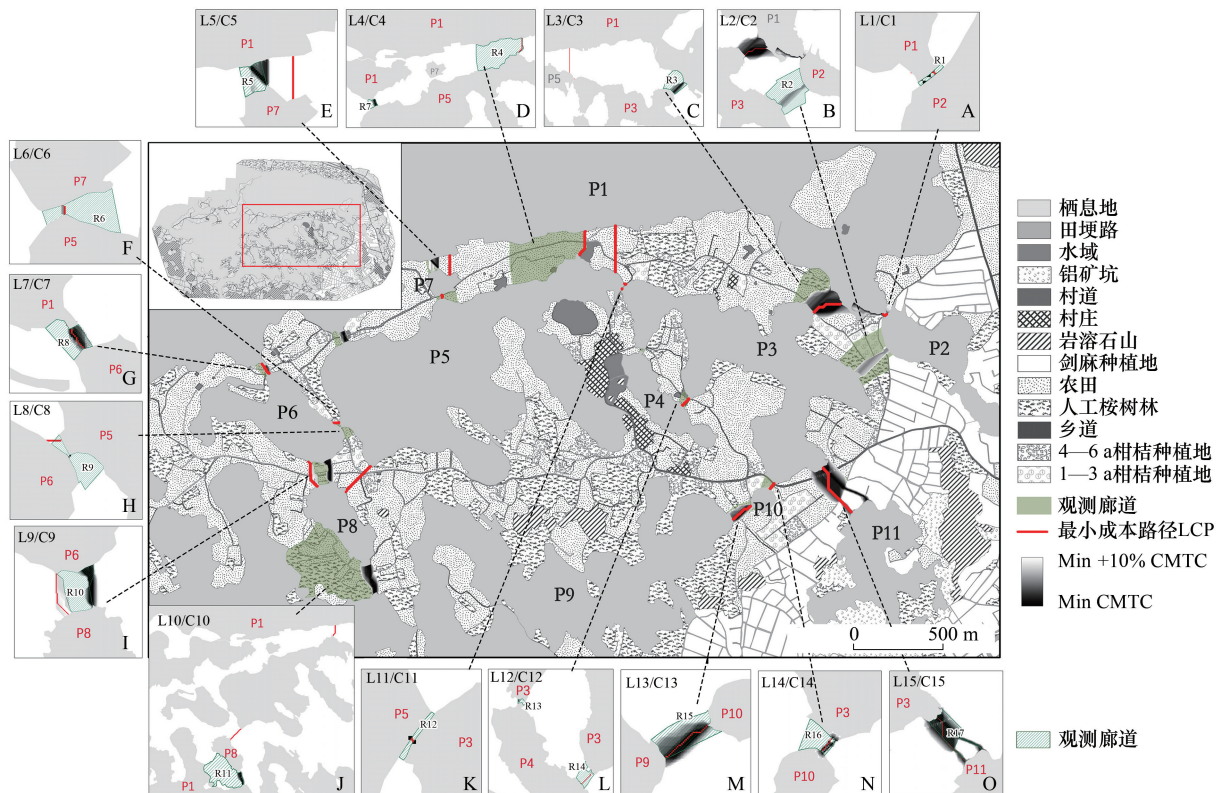 L5/C5
P1
R5
P7
E
L4/C4
P1
R4
P1
P7
R7
P5
D
L3/C3
P1
P5
R3
P3
C
L2/C2
P1
P2
R2
P3
B
L1/C1
P1
R1
P2
A
L6/C6
P7
R6
P5
F
L7/C7
P1
R8
P6
G
L8/C8
P5
R9
P6
H
L9/C9
P6
R10
P8
I
P1
P7
P5
P3
P2
P6
P4
P8
P10
P11
P9
0 500 m
栖息地
田埂路
水域
铝矿坑
村道
村庄
岩溶石山
剑麻种植地
农田
人工桉树林
乡道
4—6 a柑桔种植地
1—3 a柑桔种植地
观测廊道
最小成本路径LCP
Min +10% CMTC
Min CMTC
观测廊道
L10/C10
P1
P8
R11
P1
J
L11/C11
P5
R12
P3
K
L12/C12
P3
R13
P3
P4
R14
L
L13/C13
R15
P10
P9
M
L14/C14
P3
R16
P10
N
L15/C15
P3
R17
P11
O